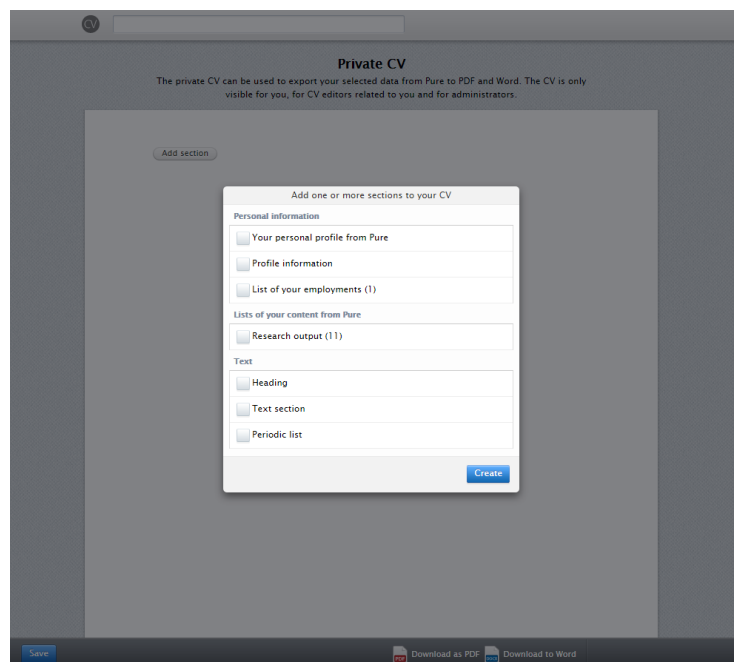 CV
Private CV
The private CV can be used to export your selected data from Pure to PDF and Word. The CV is only
visible for you, for CV editors related to you and for administrators.
Add section
Add one or more sections to your CV
Personal information
Your personal profile from Pure
Profile information
List of your employments (1)
Lists of your content from Pure
Research output (11)
Text
Heading
Text section
Periodic list
Create
Save
PDF
Download as PDF
Download to Word